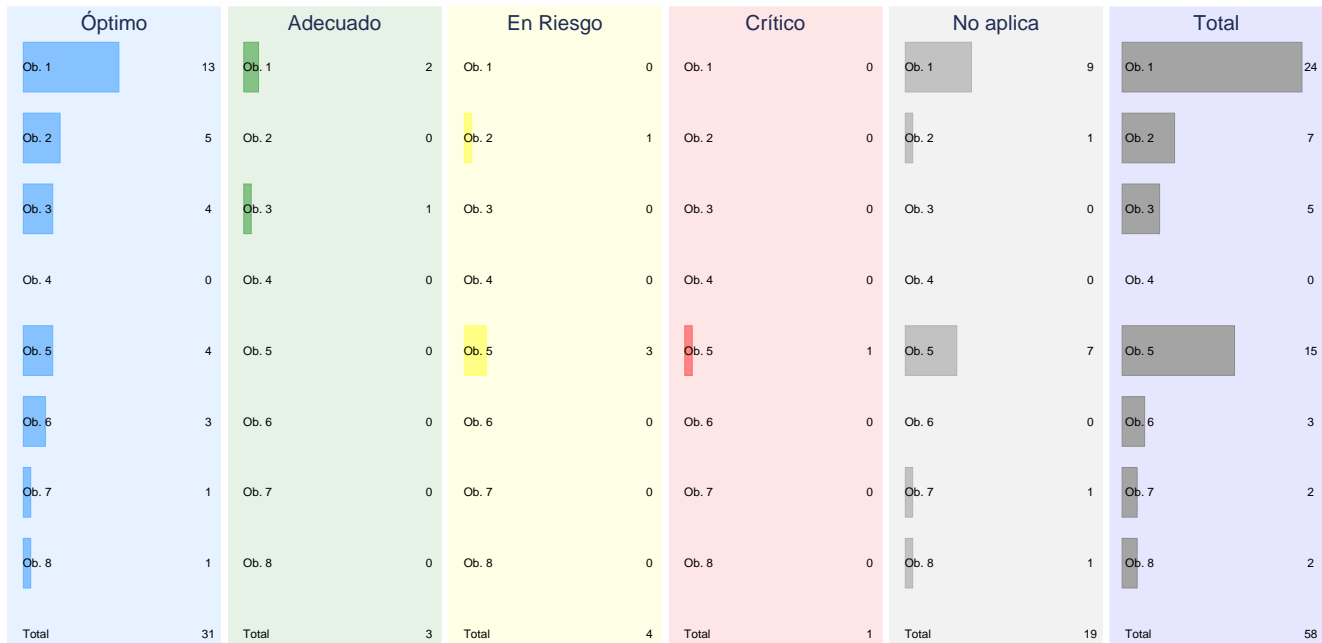 Óptimo Adecuado En Riesgo Crítico No aplica Total
Ob. 1 13 Ob. 1 2 Ob. 1 0 Ob. 1 0 Ob. 1 9 Ob. 1 24
Ob. 2 5 Ob. 2 0 Ob. 2 1 Ob. 2 0 Ob. 2 1 Ob. 2 7
Ob. 3 4 Ob. 3 1 Ob. 3 0 Ob. 3 0 Ob. 3 0 Ob. 3 5
Ob. 4 0 Ob. 4 0 Ob. 4 0 Ob. 4 0 Ob. 4 0 Ob. 4 0
Ob. 5 4 Ob. 5 0 Ob. 5 3 Ob. 5 1 Ob. 5 7 Ob. 5 15
Ob. 6 3 Ob. 6 0 Ob. 6 0 Ob. 6 0 Ob. 6 0 Ob. 6 3
Ob. 7 1 Ob. 7 0 Ob. 7 0 Ob. 7 0 Ob. 7 1 Ob. 7 2
Ob. 8 1 Ob. 8 0 Ob. 8 0 Ob. 8 0 Ob. 8 1 Ob. 8 2
Total 31 Total 3 Total 4 Total 1 Total 19 Total 58